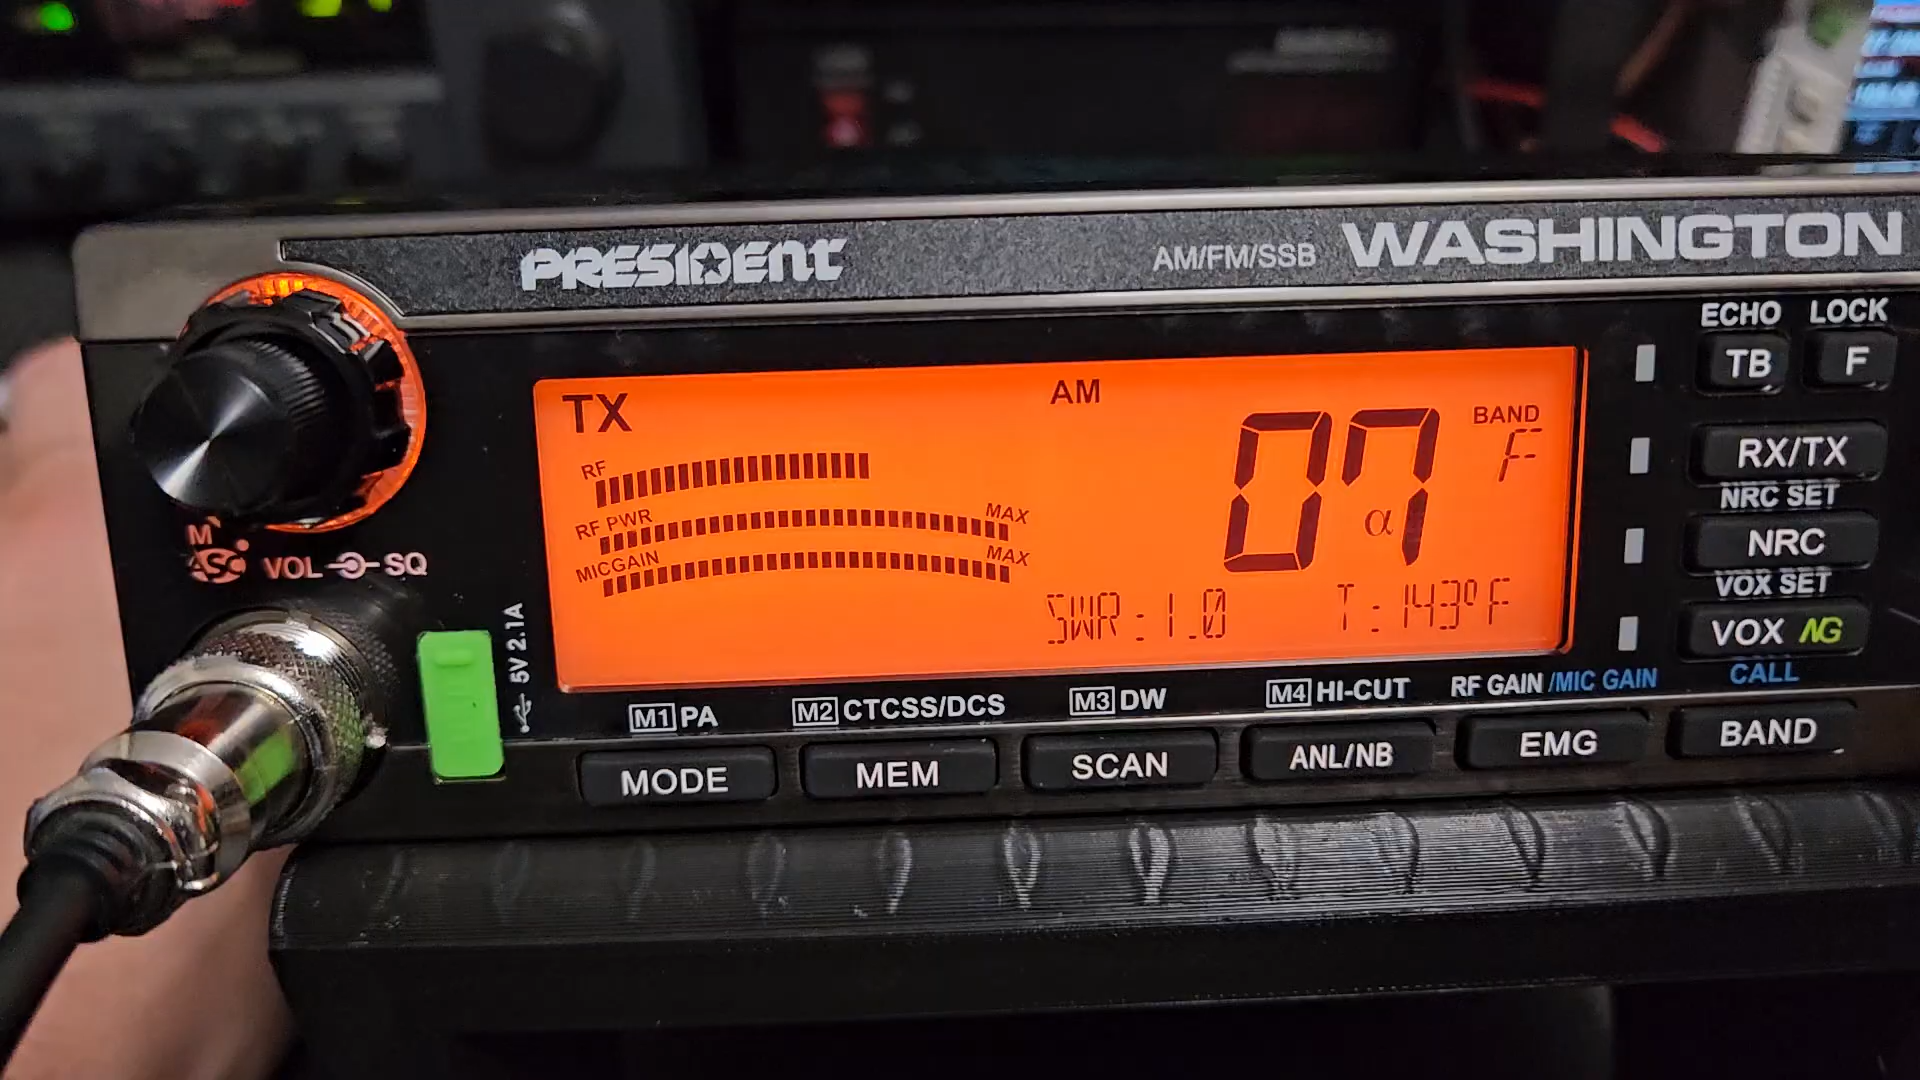 PRESIDENT
AM/FM/SSB WASHINGTON
ECHO LOCK
TB F
TX AM
BAND
07 F
α
RF
RF PWR MAX
MICGAIN MAX
SWR:1.0 T:143°F
RX/TX
NRC SET
NRC
VOX SET
VOX NG
CALL
M
ASC VOL SQ
5V 2.1A
M1 PA M2 CTCSS/DCS M3 DW M4 HI-CUT RF GAIN /MIC GAIN
MODE MEM SCAN ANL/NB EMG BAND